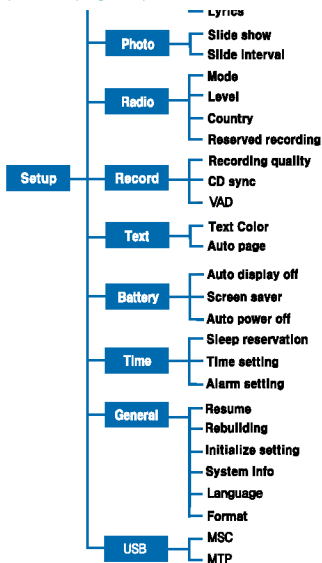 Lyrics
Photo
Slide show
Slide interval
Radio
Mode
Level
Country
Reserved recording
Setup
Record
Recording quality
CD sync
VAD
Text
Text Color
Auto page
Battery
Auto display off
Screen saver
Auto power off
Time
Sleep reservation
Time setting
Alarm setting
General
Resume
Rebuilding
Initialize setting
System Info
Language
Format
USB
MSC
MTP